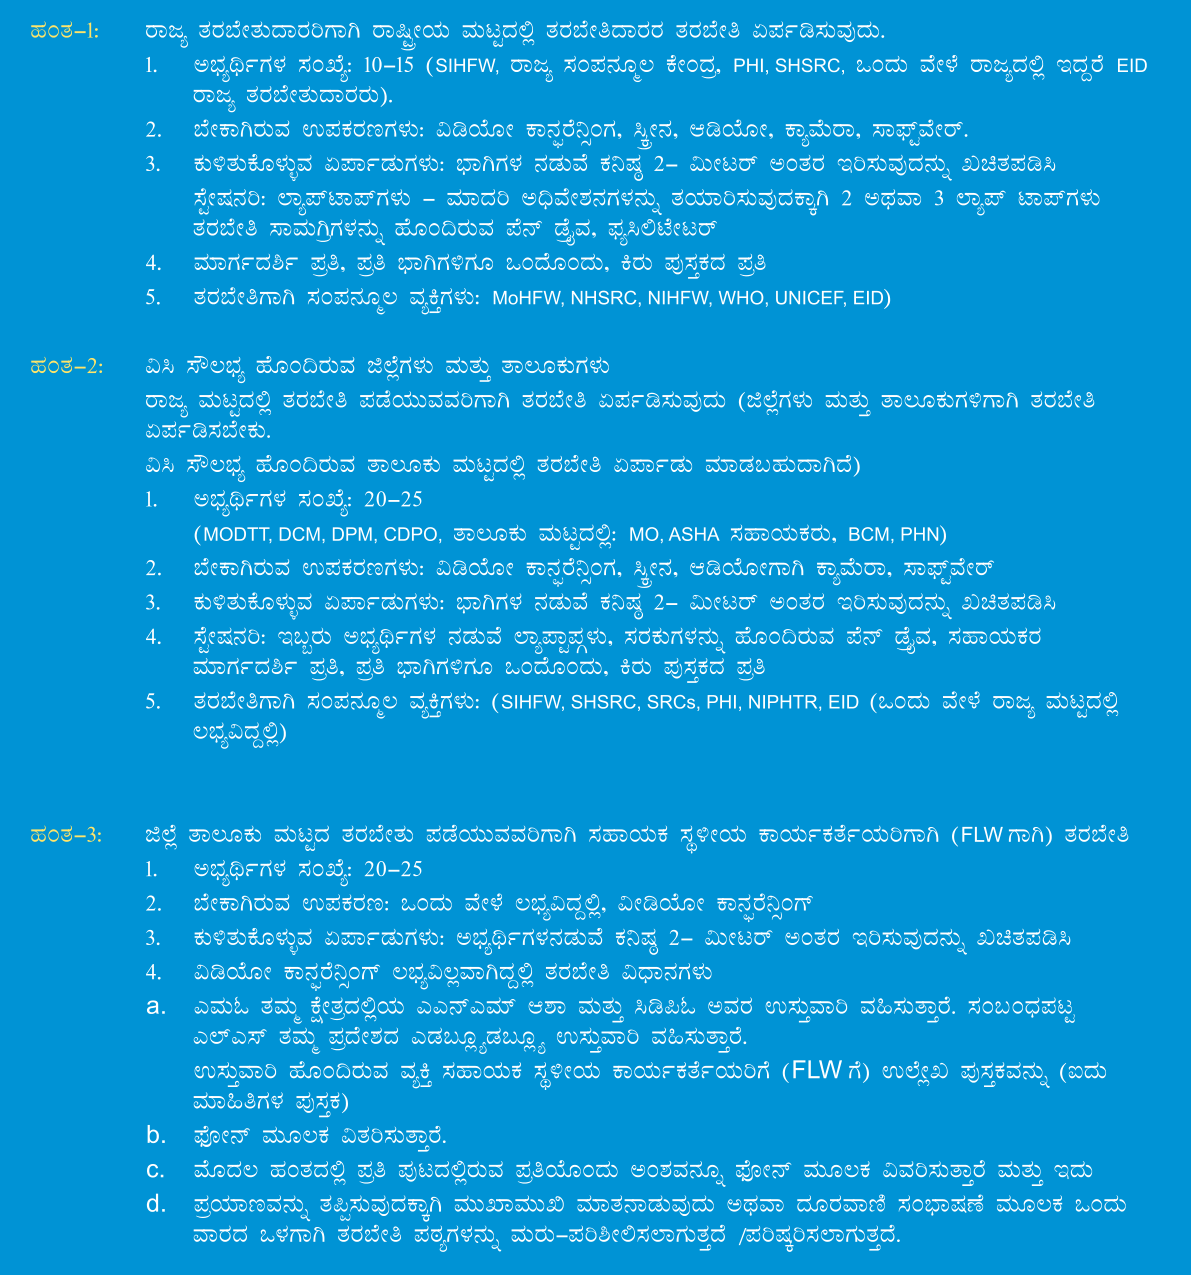 ಹಂತ–1: ರಾಜ್ಯ ತರಬೇತುದಾರರಿಗಾಗಿ ರಾಷ್ಟ್ರೀಯ ಮಟ್ಟದಲ್ಲಿ ತರಬೇತಿದಾರರ ತರಬೇತಿ ಏರ್ಪಡಿಸುವುದು.
1. ಅಭ್ಯರ್ಥಿಗಳ ಸಂಖ್ಯೆ: 10–15 (SIHFW, ರಾಜ್ಯ ಸಂಪನ್ಮೂಲ ಕೇಂದ್ರ, PHI, SHSRC, ಒಂದು ವೇಳೆ ರಾಜ್ಯದಲ್ಲಿ ಇದ್ದರೆ EID
ರಾಜ್ಯ ತರಬೇತುದಾರರು).
2. ಬೇಕಾಗಿರುವ ಉಪಕರಣಗಳು: ವಿಡಿಯೋ ಕಾನ್ಫರೆನ್ಸಿಂಗ, ಸ್ಕ್ರೀನ, ಆಡಿಯೋ, ಕ್ಯಾಮೆರಾ, ಸಾಫ್ಟ್‌ವೇರ್.
3. ಕುಳಿತುಕೊಳ್ಳುವ ಏರ್ಪಾಡುಗಳು: ಭಾಗಿಗಳ ನಡುವೆ ಕನಿಷ್ಠ 2– ಮೀಟರ್ ಅಂತರ ಇರಿಸುವುದನ್ನು ಖಚಿತಪಡಿಸಿ
ಸ್ಟೇಷನರಿ: ಲ್ಯಾಪ್‌ಟಾಪ್‌ಗಳು – ಮಾದರಿ ಅಧಿವೇಶನಗಳನ್ನು ತಯಾರಿಸುವುದಕ್ಕಾಗಿ 2 ಅಥವಾ 3 ಲ್ಯಾಪ್ ಟಾಪ್‌ಗಳು
ತರಬೇತಿ ಸಾಮಗ್ರಿಗಳನ್ನು ಹೊಂದಿರುವ ಪೆನ್ ಡ್ರೈವ, ಫ್ಯಸಿಲಿಟೇಟರ್
4. ಮಾರ್ಗದರ್ಶಿ ಪ್ರತಿ, ಪ್ರತಿ ಭಾಗಿಗಳಿಗೂ ಒಂದೊಂದು, ಕಿರು ಪುಸ್ತಕದ ಪ್ರತಿ
5. ತರಬೇತಿಗಾಗಿ ಸಂಪನ್ಮೂಲ ವ್ಯಕ್ತಿಗಳು: MoHFW, NHSRC, NIHFW, WHO, UNICEF, EID)
ಹಂತ–2: ವಿಸಿ ಸೌಲಭ್ಯ ಹೊಂದಿರುವ ಜಿಲ್ಲೆಗಳು ಮತ್ತು ತಾಲೂಕುಗಳು
ರಾಜ್ಯ ಮಟ್ಟದಲ್ಲಿ ತರಬೇತಿ ಪಡೆಯುವವರಿಗಾಗಿ ತರಬೇತಿ ಏರ್ಪಡಿಸುವುದು (ಜಿಲ್ಲೆಗಳು ಮತ್ತು ತಾಲೂಕುಗಳಿಗಾಗಿ ತರಬೇತಿ
ಏರ್ಪಡಿಸಬೇಕು.
ವಿಸಿ ಸೌಲಭ್ಯ ಹೊಂದಿರುವ ತಾಲೂಕು ಮಟ್ಟದಲ್ಲಿ ತರಬೇತಿ ಏರ್ಪಾಡು ಮಾಡಬಹುದಾಗಿದೆ)
1. ಅಭ್ಯರ್ಥಿಗಳ ಸಂಖ್ಯೆ: 20–25
(MODTT, DCM, DPM, CDPO, ತಾಲೂಕು ಮಟ್ಟದಲ್ಲಿ: MO, ASHA ಸಹಾಯಕರು, BCM, PHN)
2. ಬೇಕಾಗಿರುವ ಉಪಕರಣಗಳು: ವಿಡಿಯೋ ಕಾನ್ಫರೆನ್ಸಿಂಗ, ಸ್ಕ್ರೀನ, ಆಡಿಯೋಗಾಗಿ ಕ್ಯಾಮೆರಾ, ಸಾಫ್ಟ್‌ವೇರ್
3. ಕುಳಿತುಕೊಳ್ಳುವ ಏರ್ಪಾಡುಗಳು: ಭಾಗಿಗಳ ನಡುವೆ ಕನಿಷ್ಠ 2– ಮೀಟರ್ ಅಂತರ ಇರಿಸುವುದನ್ನು ಖಚಿತಪಡಿಸಿ
4. ಸ್ಟೇಷನರಿ: ಇಬ್ಬರು ಅಭ್ಯರ್ಥಿಗಳ ನಡುವೆ ಲ್ಯಾಪ್ಟಾಪ್ಗಳು, ಸರಕುಗಳನ್ನು ಹೊಂದಿರುವ ಪೆನ್ ಡ್ರೈವ, ಸಹಾಯಕರ
ಮಾರ್ಗದರ್ಶಿ ಪ್ರತಿ, ಪ್ರತಿ ಭಾಗಿಗಳಿಗೂ ಒಂದೊಂದು, ಕಿರು ಪುಸ್ತಕದ ಪ್ರತಿ
5. ತರಬೇತಿಗಾಗಿ ಸಂಪನ್ಮೂಲ ವ್ಯಕ್ತಿಗಳು: (SIHFW, SHSRC, SRCs, PHI, NIPHTR, EID (ಒಂದು ವೇಳೆ ರಾಜ್ಯ ಮಟ್ಟದಲ್ಲಿ
ಲಭ್ಯವಿದ್ದಲ್ಲಿ)
ಹಂತ–3: ಜಿಲ್ಲೆ ತಾಲೂಕು ಮಟ್ಟದ ತರಬೇತು ಪಡೆಯುವವರಿಗಾಗಿ ಸಹಾಯಕ ಸ್ಥಳೀಯ ಕಾರ್ಯಕರ್ತೆಯರಿಗಾಗಿ (FLW ಗಾಗಿ) ತರಬೇತಿ
1. ಅಭ್ಯರ್ಥಿಗಳ ಸಂಖ್ಯೆ: 20–25
2. ಬೇಕಾಗಿರುವ ಉಪಕರಣ: ಒಂದು ವೇಳೆ ಲಭ್ಯವಿದ್ದಲ್ಲಿ, ವೀಡಿಯೋ ಕಾನ್ಫರೆನ್ಸಿಂಗ್
3. ಕುಳಿತುಕೊಳ್ಳುವ ಏರ್ಪಾಡುಗಳು: ಅಭ್ಯರ್ಥಿಗಳನಡುವೆ ಕನಿಷ್ಠ 2– ಮೀಟರ್ ಅಂತರ ಇರಿಸುವುದನ್ನು ಖಚಿತಪಡಿಸಿ
4. ವಿಡಿಯೋ ಕಾನ್ಫರೆನ್ಸಿಂಗ್ ಲಭ್ಯವಿಲ್ಲವಾಗಿದ್ದಲ್ಲಿ ತರಬೇತಿ ವಿಧಾನಗಳು
a. ಎಮಓ ತಮ್ಮ ಕ್ಷೇತ್ರದಲ್ಲಿಯ ಎಎನ್ಎಮ್ ಆಶಾ ಮತ್ತು ಸಿಡಿಪಿಓ ಅವರ ಉಸ್ತುವಾರಿ ವಹಿಸುತ್ತಾರೆ. ಸಂಬಂಧಪಟ್ಟ
ಎಲ್ಎಸ್ ತಮ್ಮ ಪ್ರದೇಶದ ಎಡಬ್ಲ್ಯೂಡಬ್ಲ್ಯೂ ಉಸ್ತುವಾರಿ ವಹಿಸುತ್ತಾರೆ.
ಉಸ್ತುವಾರಿ ಹೊಂದಿರುವ ವ್ಯಕ್ತಿ ಸಹಾಯಕ ಸ್ಥಳೀಯ ಕಾರ್ಯಕರ್ತೆಯರಿಗೆ (FLW ಗೆ) ಉಲ್ಲೇಖ ಪುಸ್ತಕವನ್ನು (ಐದು
ಮಾಹಿತಿಗಳ ಪುಸ್ತಕ)
b. ಫೋನ್ ಮೂಲಕ ವಿತರಿಸುತ್ತಾರೆ.
c. ಮೊದಲ ಹಂತದಲ್ಲಿ ಪ್ರತಿ ಪುಟದಲ್ಲಿರುವ ಪ್ರತಿಯೊಂದು ಅಂಶವನ್ನೂ ಫೋನ್ ಮೂಲಕ ವಿವರಿಸುತ್ತಾರೆ ಮತ್ತು ಇದು
d. ಪ್ರಯಾಣವನ್ನು ತಪ್ಪಿಸುವುದಕ್ಕಾಗಿ ಮುಖಾಮುಖಿ ಮಾತನಾಡುವುದು ಅಥವಾ ದೂರವಾಣಿ ಸಂಭಾಷಣೆ ಮೂಲಕ ಒಂದು
ವಾರದ ಒಳಗಾಗಿ ತರಬೇತಿ ಪಠ್ಯಗಳನ್ನು ಮರು–ಪರಿಶೀಲಿಸಲಾಗುತ್ತದೆ /ಪರಿಷ್ಕರಿಸಲಾಗುತ್ತದೆ.